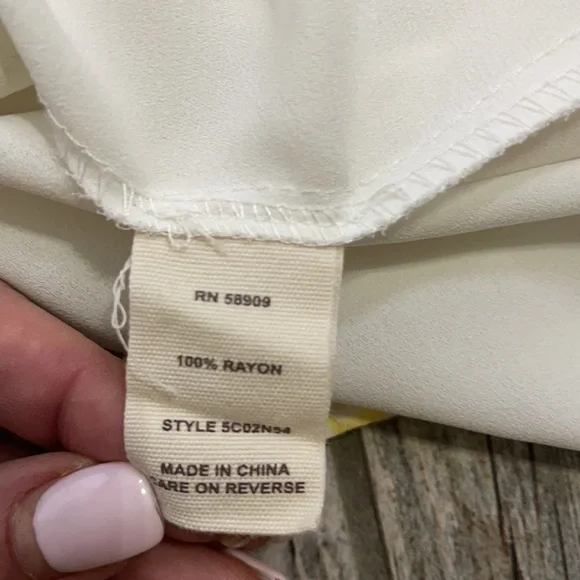 RN 58909
100% RAYON
STYLE 5C02N54
MADE IN CHINA
CARE ON REVERSE